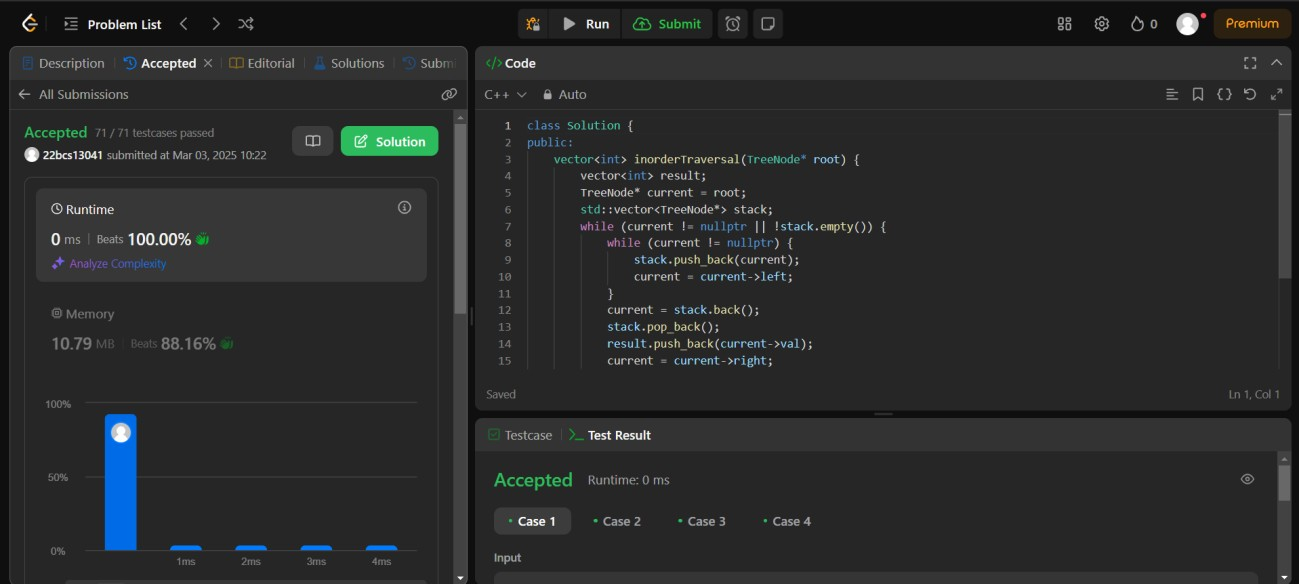 Problem List Run Submit 0 Premium
Description Accepted Editorial Solutions Subm
All Submissions
Accepted 71 / 71 testcases passed
22bcs13041 submitted at Mar 03, 2025 10:22
Solution
Runtime
0 ms | Beats 100.00%
Analyze Complexity
Memory
10.79 MB | Beats 88.16%
100%
50%
0%
1ms 2ms 3ms 4ms
</> Code
C++ Auto
1 class Solution {
2 public:
3 vector<int> inorderTraversal(TreeNode* root) {
4 vector<int> result;
5 TreeNode* current = root;
6 std::vector<TreeNode*> stack;
7 while (current != nullptr || !stack.empty()) {
8 while (current != nullptr) {
9 stack.push_back(current);
10 current = current->left;
11 }
12 current = stack.back();
13 stack.pop_back();
14 result.push_back(current->val);
15 current = current->right;
Saved Ln 1, Col 1
Testcase >_ Test Result
Accepted Runtime: 0 ms
• Case 1 • Case 2 • Case 3 • Case 4
Input